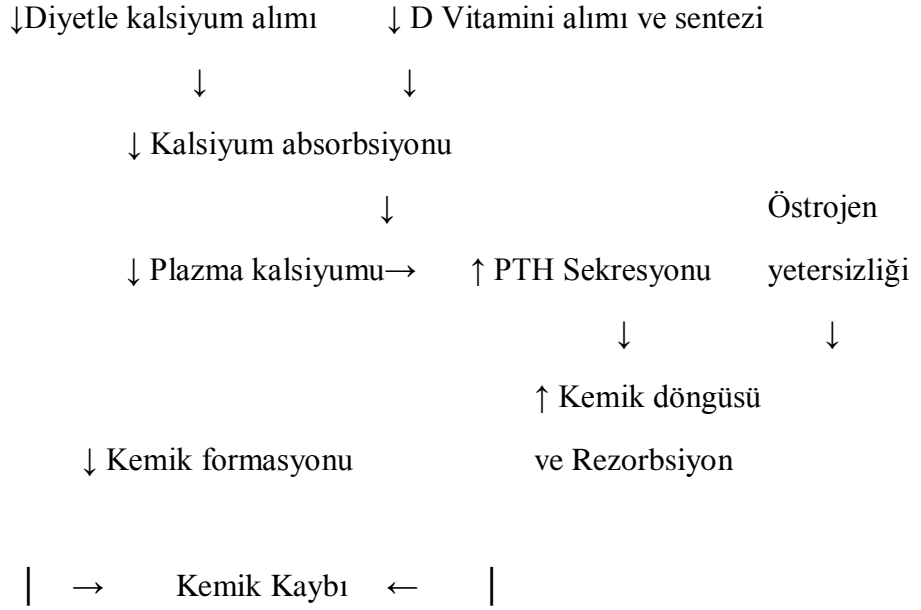 ↓Diyetle kalsiyum alımı ↓ D Vitamini alımı ve sentezi
↓ ↓
↓ Kalsiyum absorbsiyonu
↓ Östrojen
↓ Plazma kalsiyumu→ ↑ PTH Sekresyonu yetersizliği
↓ ↓
↑ Kemik döngüsü
↓ Kemik formasyonu ve Rezorbsiyon
| → Kemik Kaybı ← |